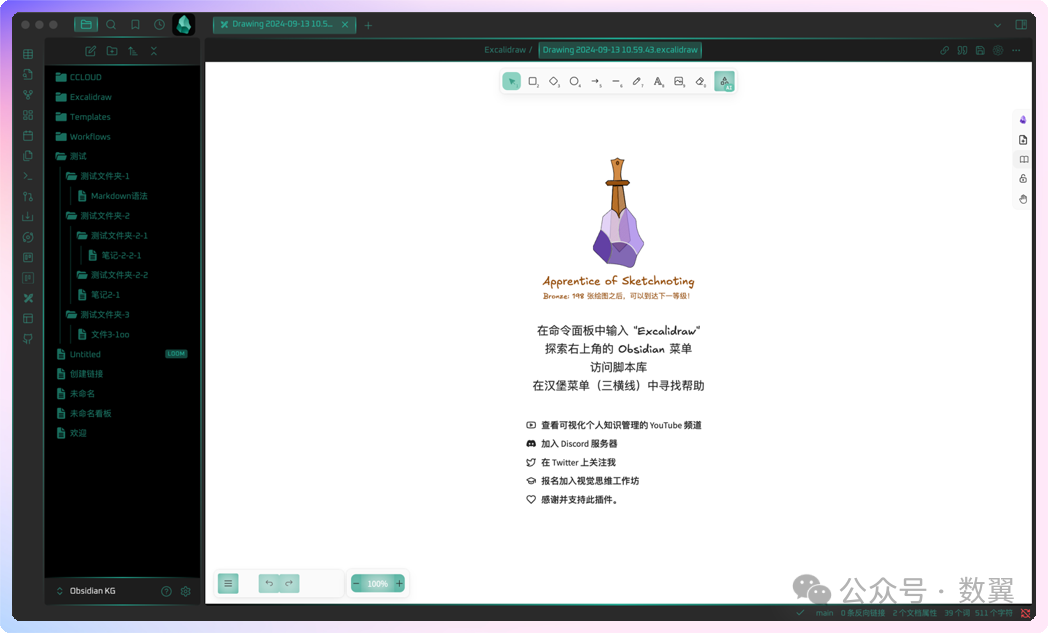 Drawing 2024-09-13 10.5...
Excalidraw / Drawing 2024-09-13 10.59.43.excalidraw
CCLOUD
Excalidraw
Templates
Workflows
测试
测试文件夹-1
Markdown语法
测试文件夹-2
测试文件夹-2-1
笔记-2-2-1
测试文件夹-2-2
笔记2-1
测试文件夹-3
文件3-1oo
Untitled
LOOM
创建链接
未命名
未命名看板
欢迎
Obsidian KG
Apprentice of Sketchnoting
Bronze: 198 张绘图之后，可以到达下一等级！
在命令面板中输入 "Excalidraw"
探索右上角的 Obsidian 菜单
访问脚本库
在汉堡菜单（三横线）中寻找帮助
查看可视化个人知识管理的 YouTube 频道
加入 Discord 服务器
在 Twitter 上关注我
报名加入视觉思维工作坊
感谢并支持此插件。
100%
公众号 · 数翼
main 0 条反向链接 2 个文档属性 39 个词 511 个字符